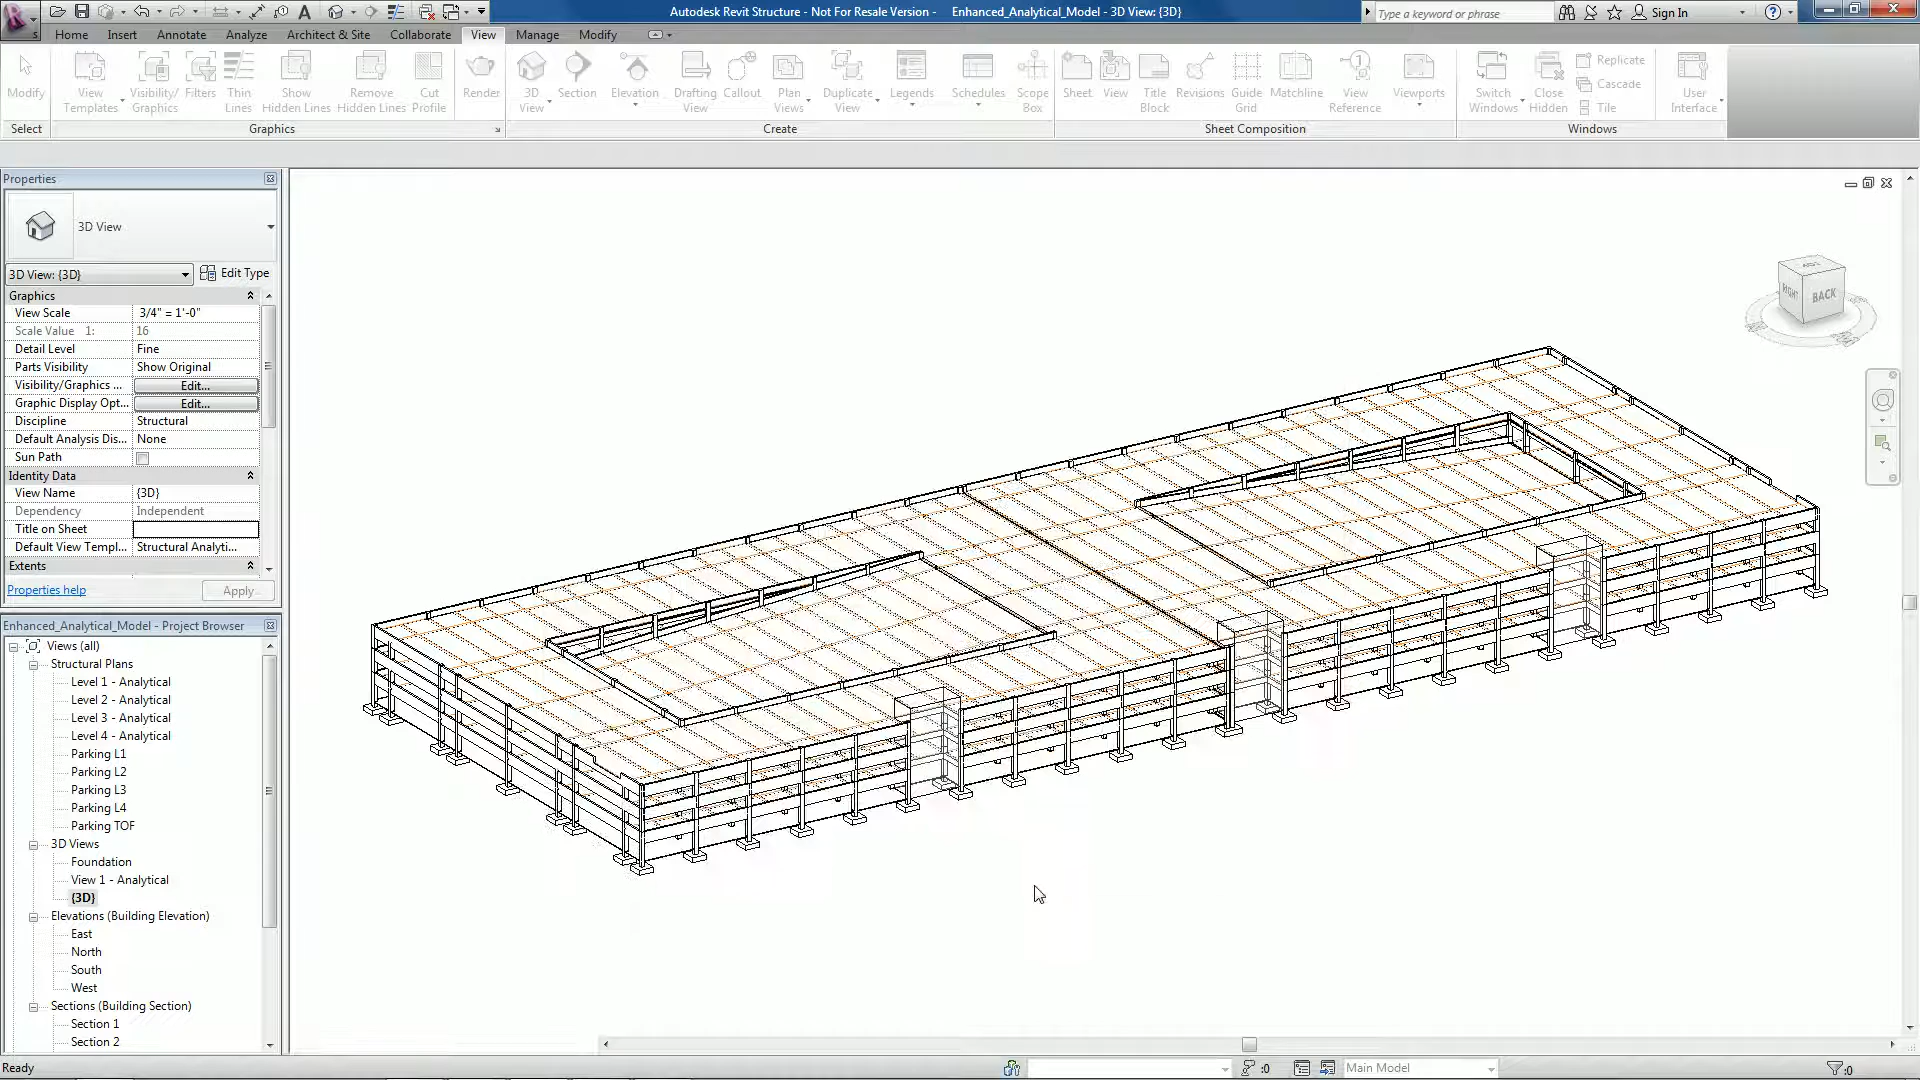 Autodesk Revit Structure - Not For Resale Version - Enhanced_Analytical_Model - 3D View: {3D}
Type a keyword or phrase
Sign In
Home Insert Annotate Analyze Architect & Site Collaborate View Manage Modify
Modify
View Templates
Visibility/ Graphics
Filters
Thin Lines
Show Hidden Lines
Remove Hidden Lines
Cut Profile
Render
3D View
Section
Elevation
Drafting View
Callout
Plan Views
Duplicate View
Legends
Schedules
Scope Box
Sheet
View
Title Block
Revisions
Guide Grid
Matchline
View Reference
Viewports
Switch Windows
Close Hidden
Replicate
Cascade
Tile
User Interface
Select Graphics Create Sheet Composition Windows
Properties
3D View
3D View: {3D} Edit Type
Graphics
View Scale 3/4" = 1'-0"
Scale Value 1: 16
Detail Level Fine
Parts Visibility Show Original
Visibility/Graphics ... Edit...
Graphic Display Opt... Edit...
Discipline Structural
Default Analysis Dis... None
Sun Path
Identity Data
View Name {3D}
Dependency Independent
Title on Sheet
Default View Templ... Structural Analyti...
Extents
Properties help Apply
Enhanced_Analytical_Model - Project Browser
Views (all)
Structural Plans
Level 1 - Analytical
Level 2 - Analytical
Level 3 - Analytical
Level 4 - Analytical
Parking L1
Parking L2
Parking L3
Parking L4
Parking TOF
3D Views
Foundation
View 1 - Analytical
{3D}
Elevations (Building Elevation)
East
North
South
West
Sections (Building Section)
Section 1
Section 2
RIGHT BACK
Ready
:0
Main Model
:0